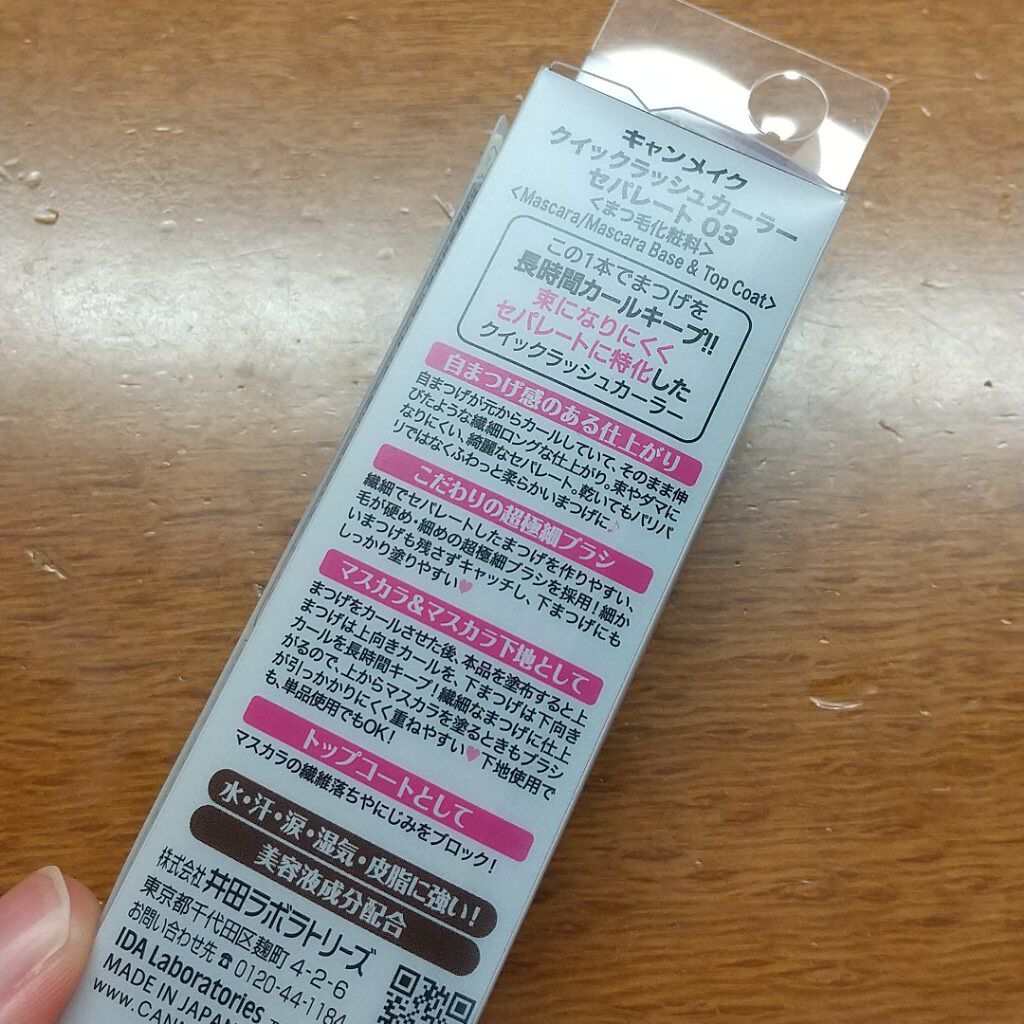 キャンメイク
クイックラッシュカーラー
セパレート 03
<まつ毛化粧料>
<Mascara/Mascara Base & Top Coat>
この1本でまつげを
長時間カールキープ!!
束になりにくく
セパレートに特化した
クイックラッシュカーラー
自まつげ感のある仕上がり
自まつげが元からカールしていて、そのまま伸
びたような繊細ロングな仕上がり。束やダマに
なりにくい、綺麗なセパレート。乾いてもパリパ
リではなくふわっと柔らかいまつげに♪
こだわりの超極細ブラシ
繊細でセパレートしたまつげを作りやすい、
毛が硬め・細めの超極細ブラシを採用!細か
いまつげも残さずキャッチし、下まつげにも
しっかり塗りやすい♥
マスカラ&マスカラ下地として
まつげをカールさせた後、本品を塗布すると上
まつげは上向きカールを、下まつげは下向き
カールを長時間キープ!繊細なまつげに仕上
がるので、上からマスカラを塗るときもブラシ
が引っかかりにくく重ねやすい♥下地使用で
も、単品使用でもOK!
トップコートとして
マスカラの繊維落ちやにじみをブロック!
水・汗・涙・湿気・皮脂に強い!
美容液成分配合
株式会社 井田ラボラトリーズ
東京都千代田区麹町 4-2-6
お問い合わせ先 ☎ 0120-44-1184
IDA Laboratories
MADE IN JAPAN
www.CAN